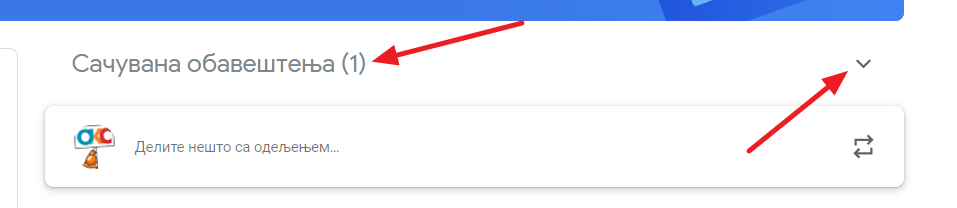 Сачувана обавештења (1)
Делите нешто са одељењем...